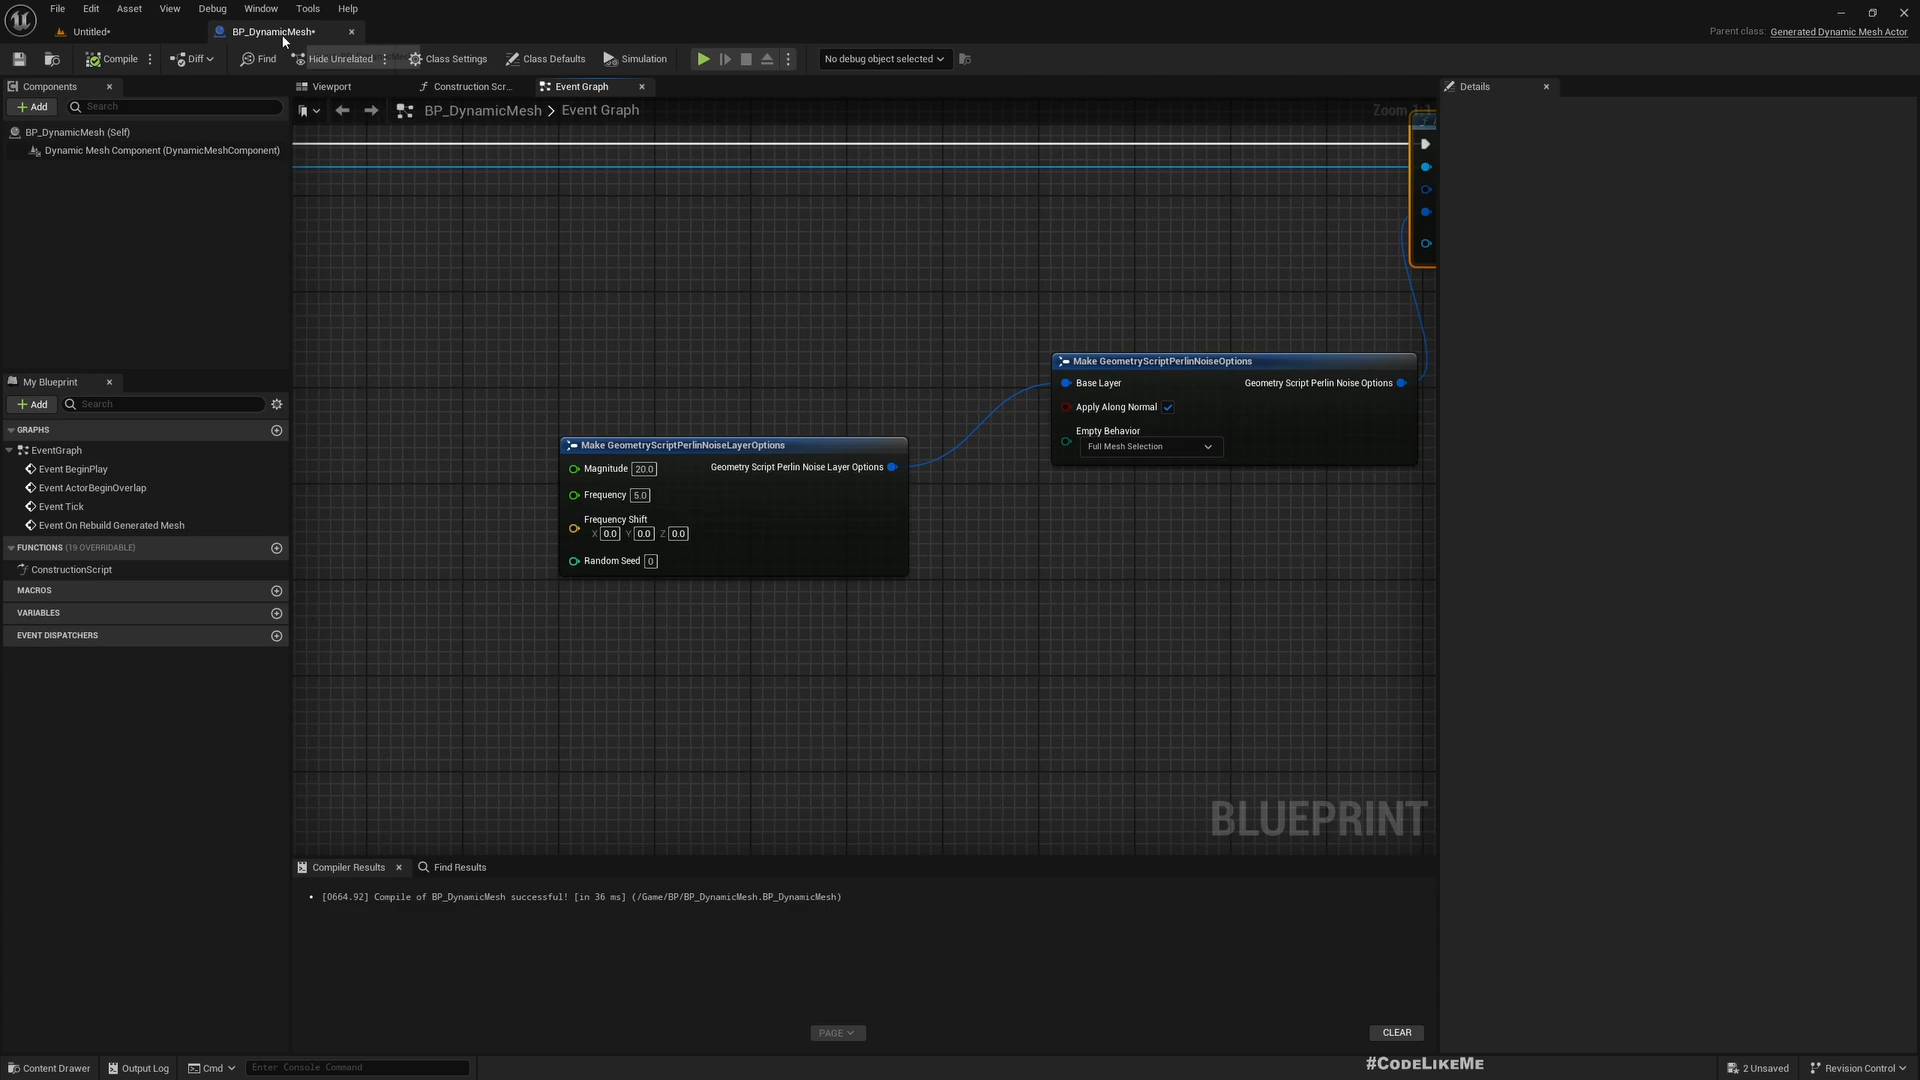 File Edit Asset View Debug Window Tools Help
Untitled*
BP_DynamicMesh*
Parent class: Generated Dynamic Mesh Actor
Compile Diff Find Hide Unrelated Class Settings Class Defaults Simulation No debug object selected
Components
Viewport Construction Scr... Event Graph
Details
Add Search
BP_DynamicMesh > Event Graph
Zoom 1:1
BP_DynamicMesh (Self)
Dynamic Mesh Component (DynamicMeshComponent)
My Blueprint
Add Search
GRAPHS
EventGraph
Event BeginPlay
Event ActorBeginOverlap
Event Tick
Event On Rebuild Generated Mesh
FUNCTIONS (19 OVERRIDABLE)
ConstructionScript
MACROS
VARIABLES
EVENT DISPATCHERS
Make GeometryScriptPerlinNoiseOptions
Base Layer Geometry Script Perlin Noise Options
Apply Along Normal
Empty Behavior
Full Mesh Selection
Make GeometryScriptPerlinNoiseLayerOptions
Magnitude 20.0 Geometry Script Perlin Noise Layer Options
Frequency 5.0
Frequency Shift
X 0.0 Y 0.0 Z 0.0
Random Seed 0
BLUEPRINT
Compiler Results Find Results
• [0664.92] Compile of BP_DynamicMesh successful! [in 36 ms] (/Game/BP/BP_DynamicMesh.BP_DynamicMesh)
PAGE
CLEAR
#CodeLikeMe
Content Drawer Output Log Cmd Enter Console Command 2 Unsaved Revision Control